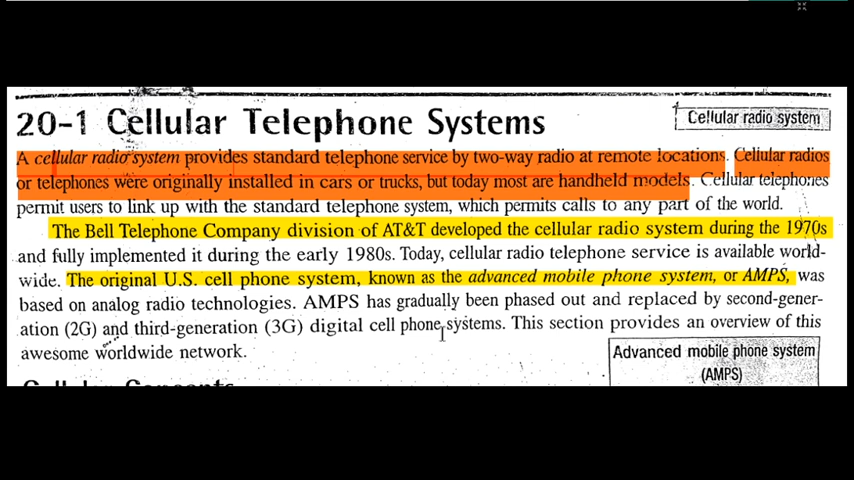 20-1 Cellular Telephone Systems
Cellular radio system
A cellular radio system provides standard telephone service by two-way radio at remote locations. Cellular radios
or telephones were originally installed in cars or trucks, but today most are handheld models. Cellular telephones
permit users to link up with the standard telephone system, which permits calls to any part of the world.
The Bell Telephone Company division of AT&T developed the cellular radio system during the 1970s
and fully implemented it during the early 1980s. Today, cellular radio telephone service is available world-
wide. The original U.S. cell phone system, known as the advanced mobile phone system, or AMPS, was
based on analog radio technologies. AMPS has gradually been phased out and replaced by second-gener-
ation (2G) and third-generation (3G) digital cell phone systems. This section provides an overview of this
awesome worldwide network.
Advanced mobile phone system
(AMPS)